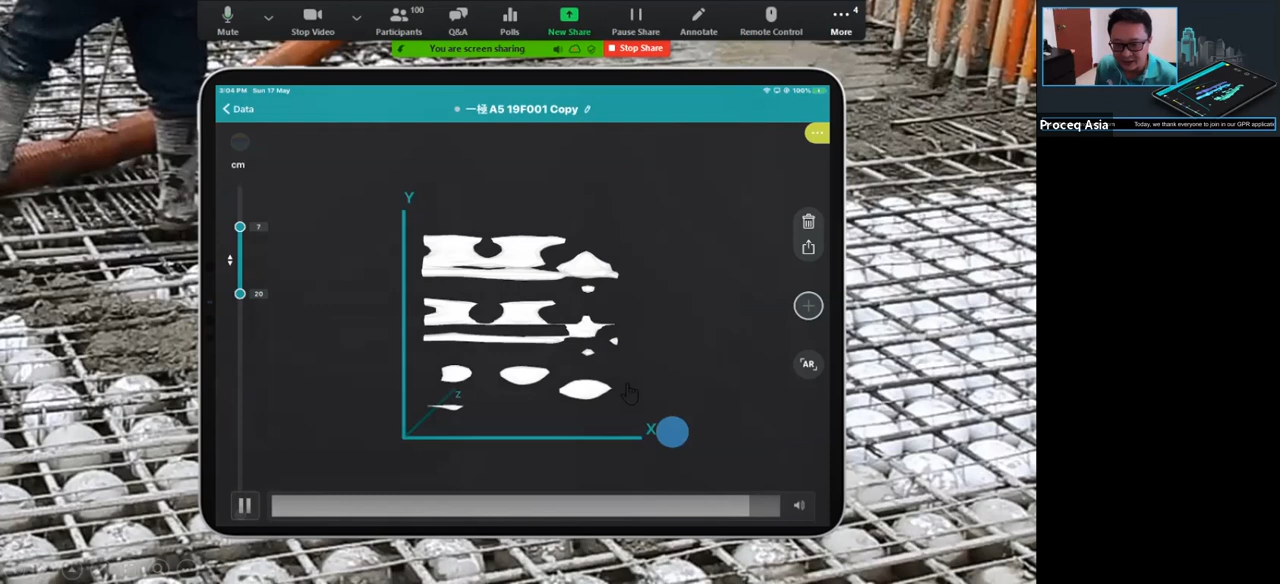 Mute
Stop Video
Participants
100
Q&A
Polls
New Share
Pause Share
Annotate
Remote Control
More
4
You are screen sharing
Stop Share
3:04 PM Sun 17 May
100%
Data
一極 A5 19F001 Copy
cm
7
20
Y
Z
X
AR
Proceq Asia
Today, we thank everyone to join in our GPR applicat